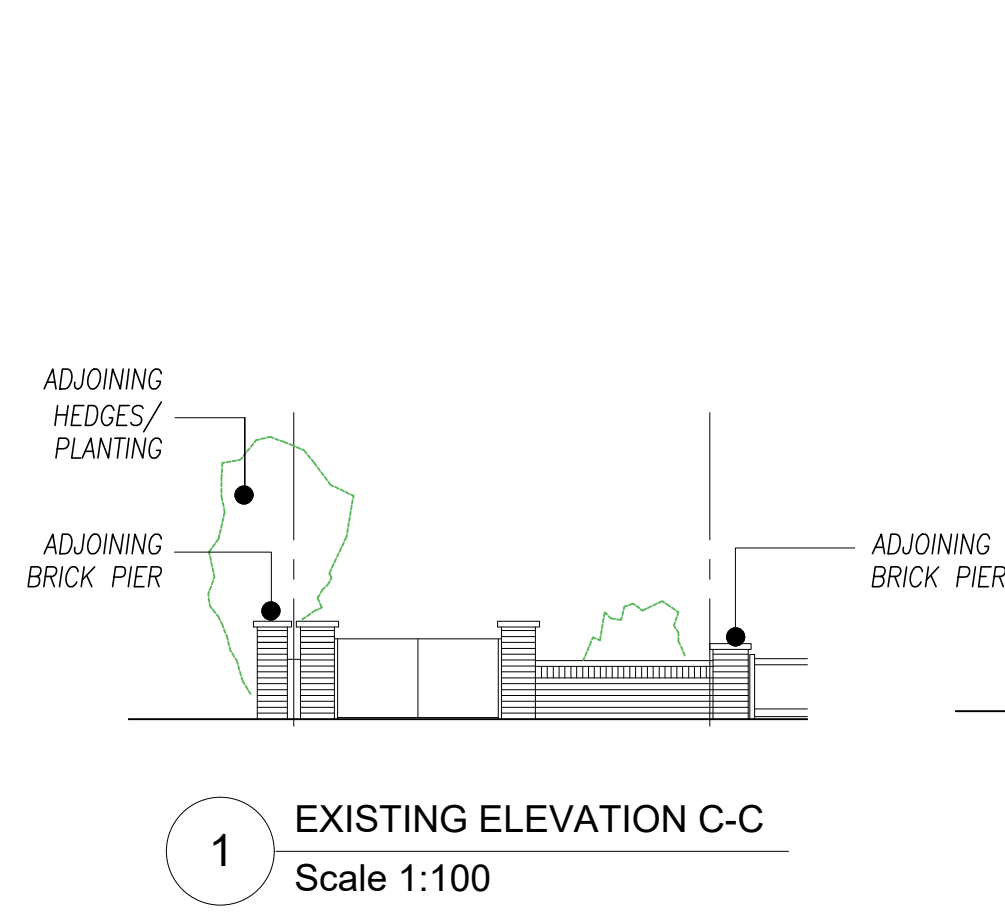 ADJOINING
HEDGES/
PLANTING
ADJOINING
BRICK PIER
ADJOINING
BRICK PIER
1
EXISTING ELEVATION C-C
Scale 1:100